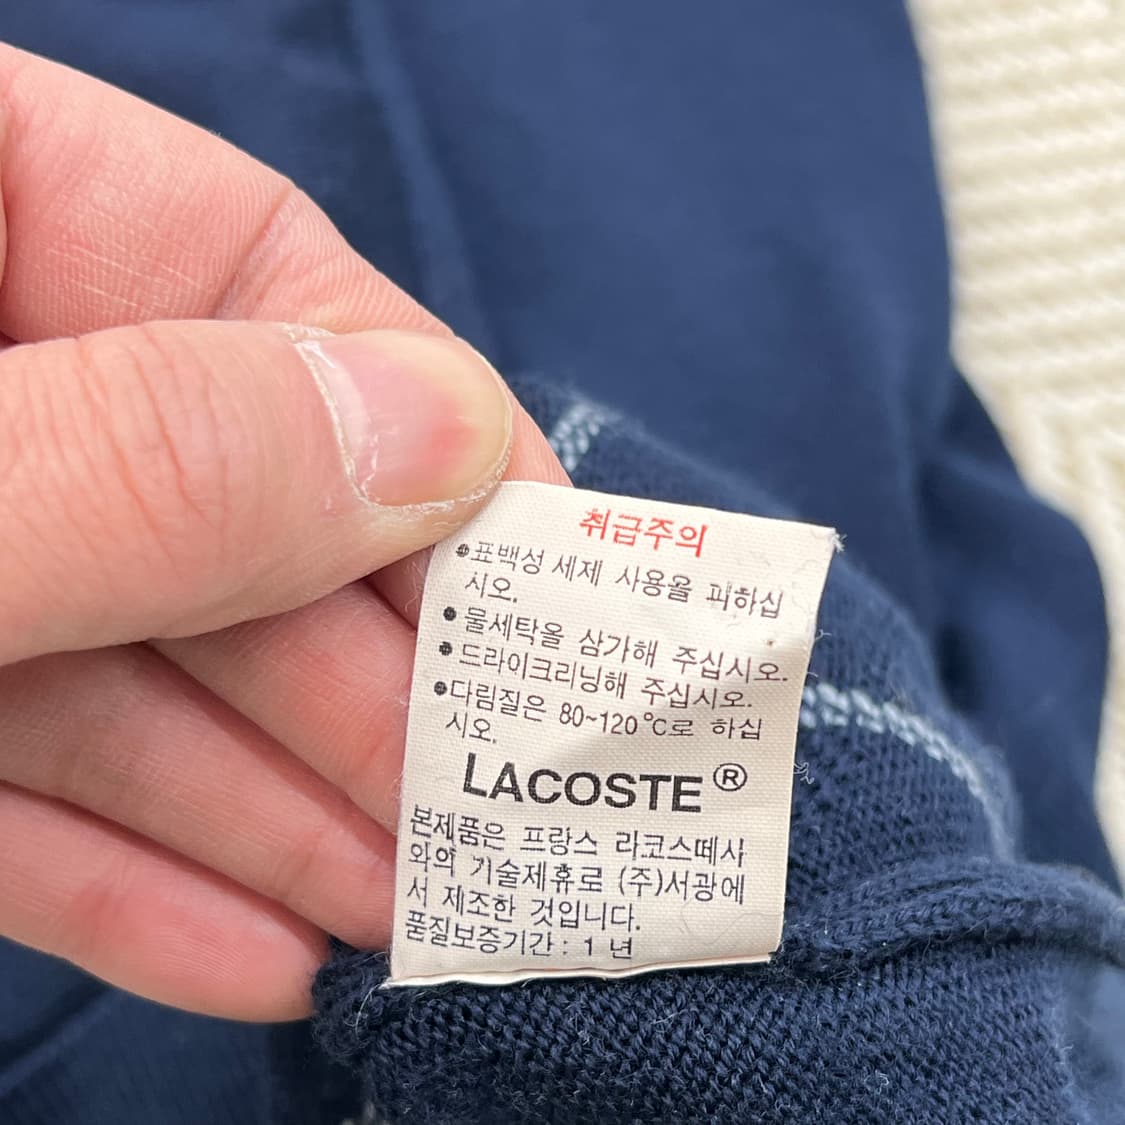 취급주의
●표백성 세제 사용을 피하십
시오.
●물세탁을 삼가해 주십시오.
●드라이크리닝해 주십시오.
●다림질은 80~120℃로 하십
시오.
LACOSTE®
본제품은 프랑스 라코스떼사
와의 기술제휴로 (주)서광에
서 제조한 것입니다.
품질보증기간 : 1 년